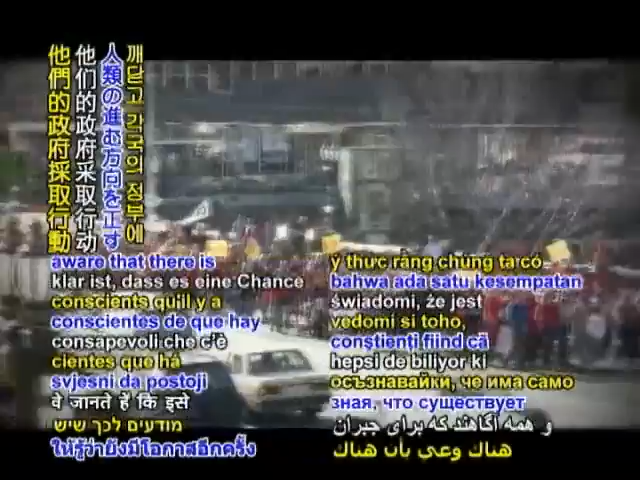 他們的政府採取行動
他们的政府采取行动
人類の進む方向を正す
깨닫고 각국의 정부에
aware that there is
klar ist, dass es eine Chance
conscients qu'il y a
conscientes de que hay
consapevoli che c'è
cientes que há
svjesni da postoji
वे जानते हैं कि इसे
מודעים לכך שיש
ให้รู้ว่ายังมีโอกาสอีกครั้ง
ý thức rằng chúng ta có
bahwa ada satu kesempatan
świadomi, że jest
vedomí si toho,
conştienţi fiind că
hepsi de biliyor ki
осъзнавайки, че има само
зная, что существует
و همه آگاهند که برای جبران
هناك وعي بأن هناك